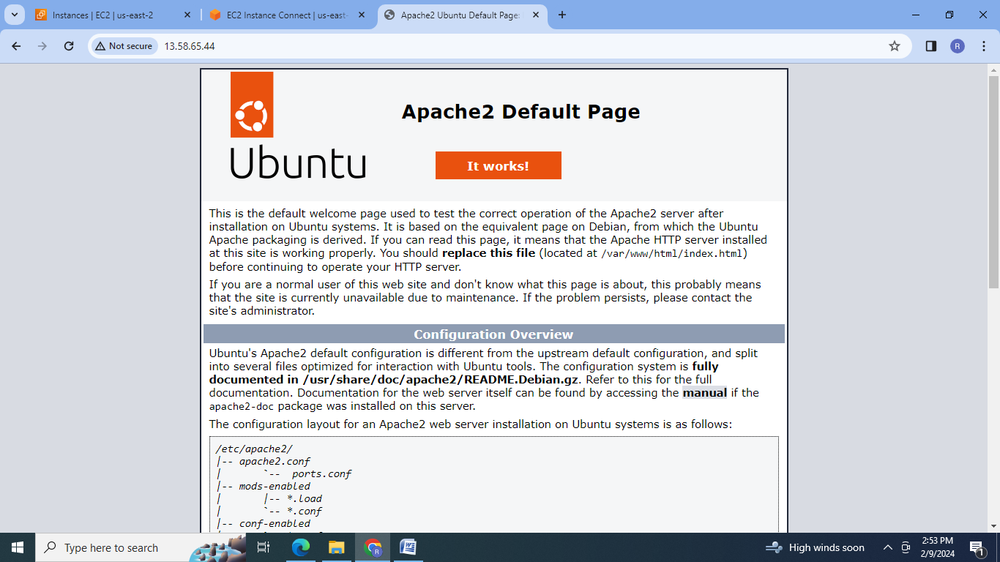 Instances | EC2 | us-east-2
EC2 Instance Connect | us-east-
Apache2 Ubuntu Default Page:
Not secure
13.58.65.44
R
Apache2 Default Page
Ubuntu
It works!
This is the default welcome page used to test the correct operation of the Apache2 server after
installation on Ubuntu systems. It is based on the equivalent page on Debian, from which the Ubuntu
Apache packaging is derived. If you can read this page, it means that the Apache HTTP server installed
at this site is working properly. You should replace this file (located at /var/www/html/index.html)
before continuing to operate your HTTP server.
If you are a normal user of this web site and don't know what this page is about, this probably means
that the site is currently unavailable due to maintenance. If the problem persists, please contact the
site's administrator.
Configuration Overview
Ubuntu's Apache2 default configuration is different from the upstream default configuration, and split
into several files optimized for interaction with Ubuntu tools. The configuration system is fully
documented in /usr/share/doc/apache2/README.Debian.gz. Refer to this for the full
documentation. Documentation for the web server itself can be found by accessing the manual if the
apache2-doc package was installed on this server.
The configuration layout for an Apache2 web server installation on Ubuntu systems is as follows:
/etc/apache2/
|-- apache2.conf
|       `--  ports.conf
|-- mods-enabled
|       |-- *.load
|       `-- *.conf
|-- conf-enabled
Type here to search
R
W
High winds soon
2:53 PM
2/9/2024
1